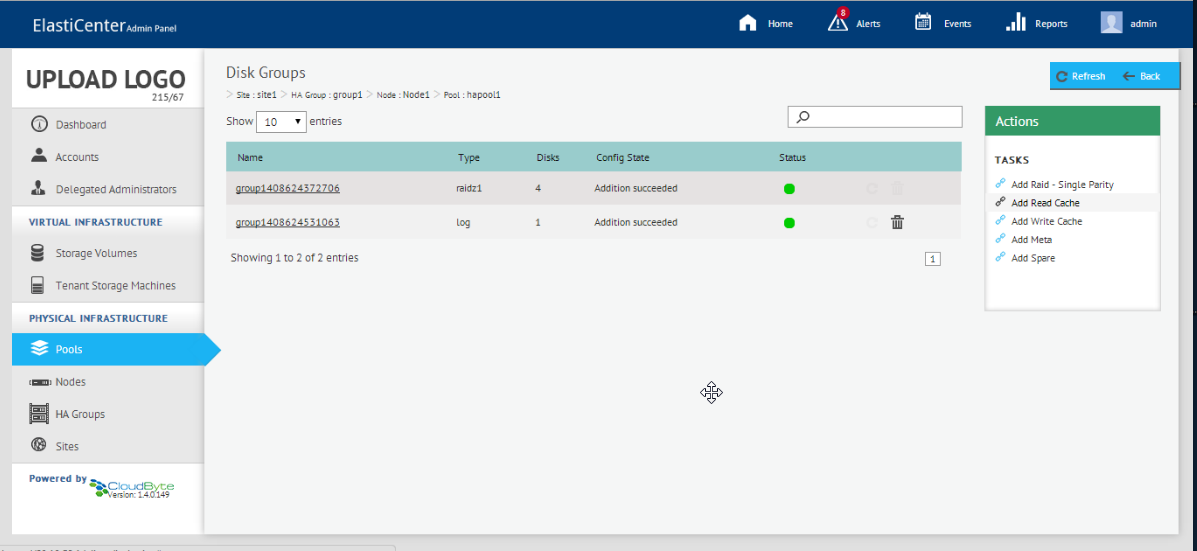 ElastiCenter Admin Panel
Home
8
Alerts
Events
Reports
admin
UPLOAD LOGO
215/67
Dashboard
Accounts
Delegated Administrators
VIRTUAL INFRASTRUCTURE
Storage Volumes
Tenant Storage Machines
PHYSICAL INFRASTRUCTURE
Pools
Nodes
HA Groups
Sites
Powered by CloudByte
Version: 1.4.0.149
Disk Groups
Refresh
Back
> Site : site1 > HA Group : group1 > Node : Node1 > Pool : hapool1
Show 10 entries
Name Type Disks Config State Status
group1408624372706 raidz1 4 Addition succeeded
group1408624531063 log 1 Addition succeeded
Showing 1 to 2 of 2 entries
1
Actions
TASKS
Add Raid - Single Parity
Add Read Cache
Add Write Cache
Add Meta
Add Spare